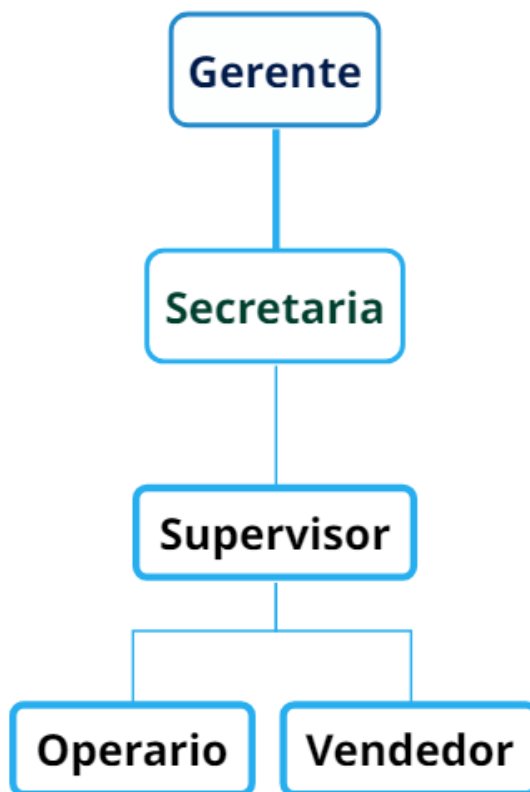 Gerente
Secretaria
Supervisor
Operario
Vendedor